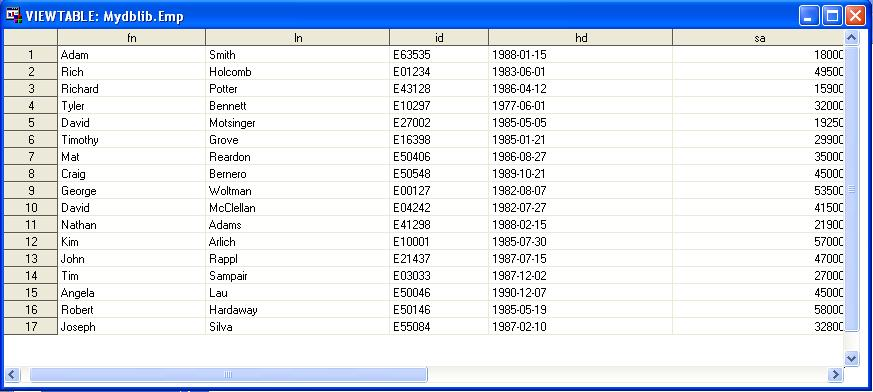 VIEWTABLE: Mydblib.Emp
fn ln id hd sa
1 Adam Smith E63535 1988-01-15 18000
2 Rich Holcomb E01234 1983-06-01 49500
3 Richard Potter E43128 1986-04-12 15900
4 Tyler Bennett E10297 1977-06-01 32000
5 David Motsinger E27002 1985-05-05 19250
6 Timothy Grove E16398 1985-01-21 29900
7 Mat Reardon E50406 1986-08-27 35000
8 Craig Bernero E50548 1989-10-21 45000
9 George Woltman E00127 1982-08-07 53500
10 David McClellan E04242 1982-07-27 41500
11 Nathan Adams E41298 1988-02-15 21900
12 Kim Arlich E10001 1985-07-30 57000
13 John Rappl E21437 1987-07-15 47000
14 Tim Sampair E03033 1987-12-02 27000
15 Angela Lau E50046 1990-12-07 45000
16 Robert Hardaway E50146 1985-05-19 58000
17 Joseph Silva E55084 1987-02-10 32800